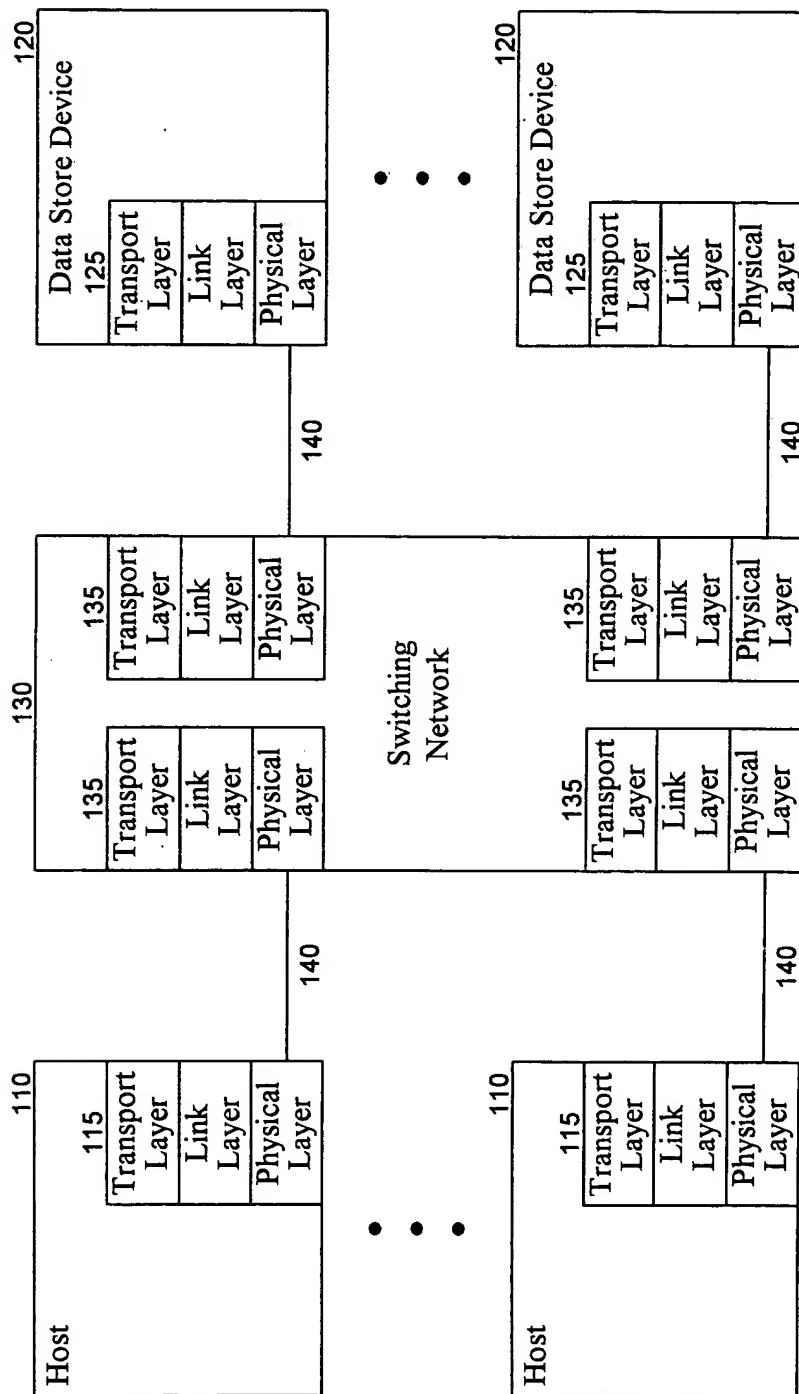 110
Host
115
Transport
Layer
Link
Layer
Physical
Layer
110
Host
115
Transport
Layer
Link
Layer
Physical
Layer
140
140
130
135
Transport
Layer
Link
Layer
Physical
Layer
135
Transport
Layer
Link
Layer
Physical
Layer
Switching
Network
135
Transport
Layer
Link
Layer
Physical
Layer
135
Transport
Layer
Link
Layer
Physical
Layer
140
140
120
Data Store Device
125
Transport
Layer
Link
Layer
Physical
Layer
120
Data Store Device
125
Transport
Layer
Link
Layer
Physical
Layer